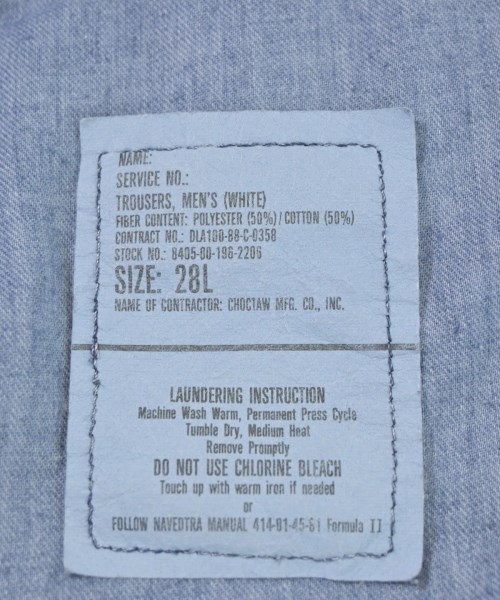 NAME:
SERVICE NO.:
TROUSERS, MEN'S (WHITE)
FIBER CONTENT: POLYESTER (50%)/COTTON (50%)
CONTRACT NO.: DLA100-88-C-0358
STOCK NO.: 8405-00-196-2206
SIZE: 28L
NAME OF CONTRACTOR: CHOCTAW MFG. CO., INC.
LAUNDERING INSTRUCTION
Machine Wash Warm, Permanent Press Cycle
Tumble Dry, Medium Heat
Remove Promptly
DO NOT USE CHLORINE BLEACH
Touch up with warm iron if needed
or
FOLLOW NAVEDTRA MANUAL 414-01-45-81 Formula II